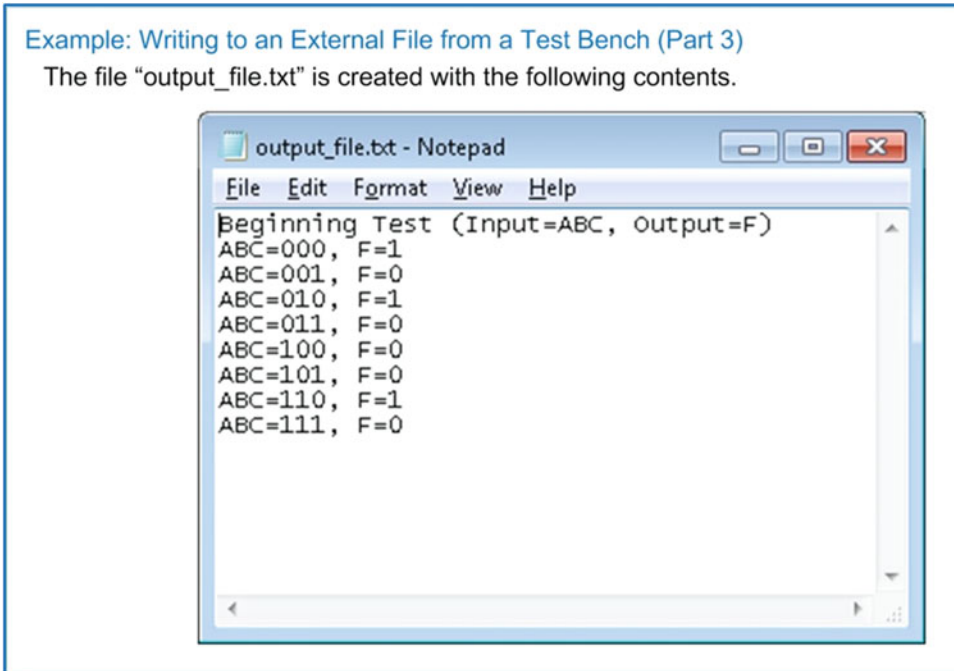 Example: Writing to an External File from a Test Bench (Part 3)
The file “output_file.txt” is created with the following contents.
output_file.txt - Notepad
File Edit Format View Help
Beginning Test (Input=ABC, Output=F)
ABC=000, F=1
ABC=001, F=0
ABC=010, F=1
ABC=011, F=0
ABC=100, F=0
ABC=101, F=0
ABC=110, F=1
ABC=111, F=0